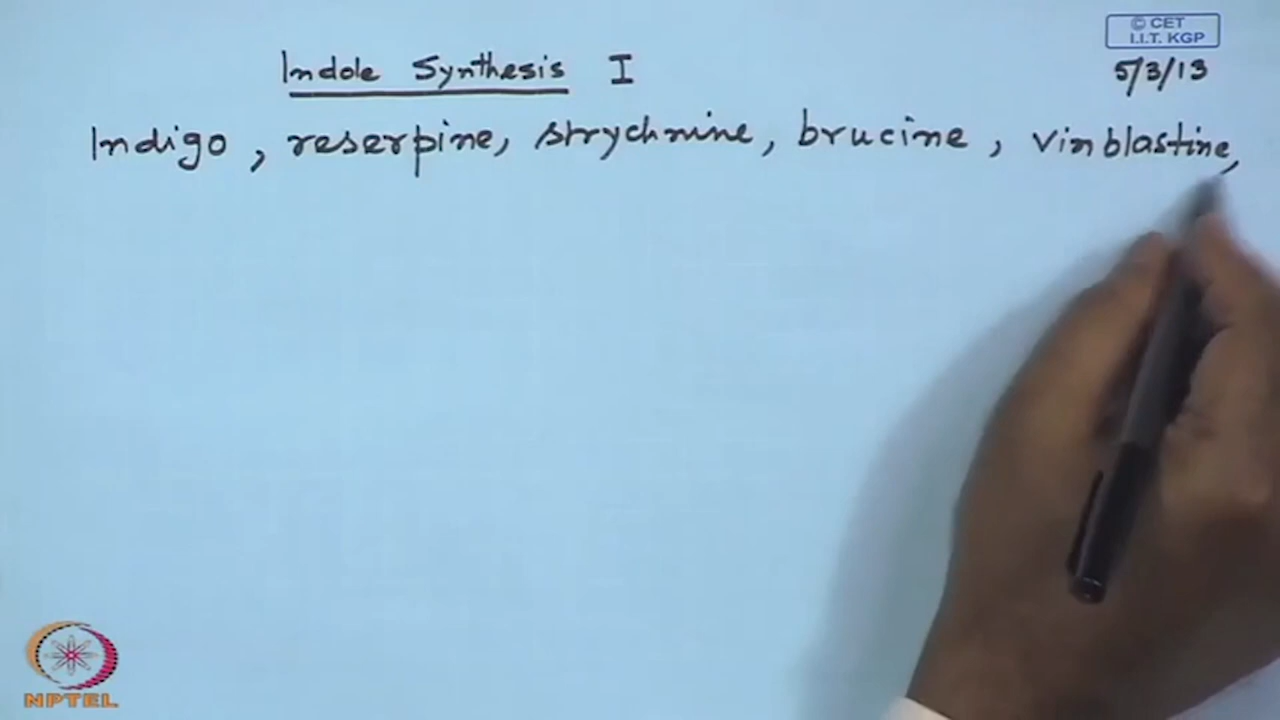 © CET
I.I.T. KGP
Indole Synthesis I
5/3/13
Indigo, reserpine, strychnine, brucine, vinblastine,
NPTEL